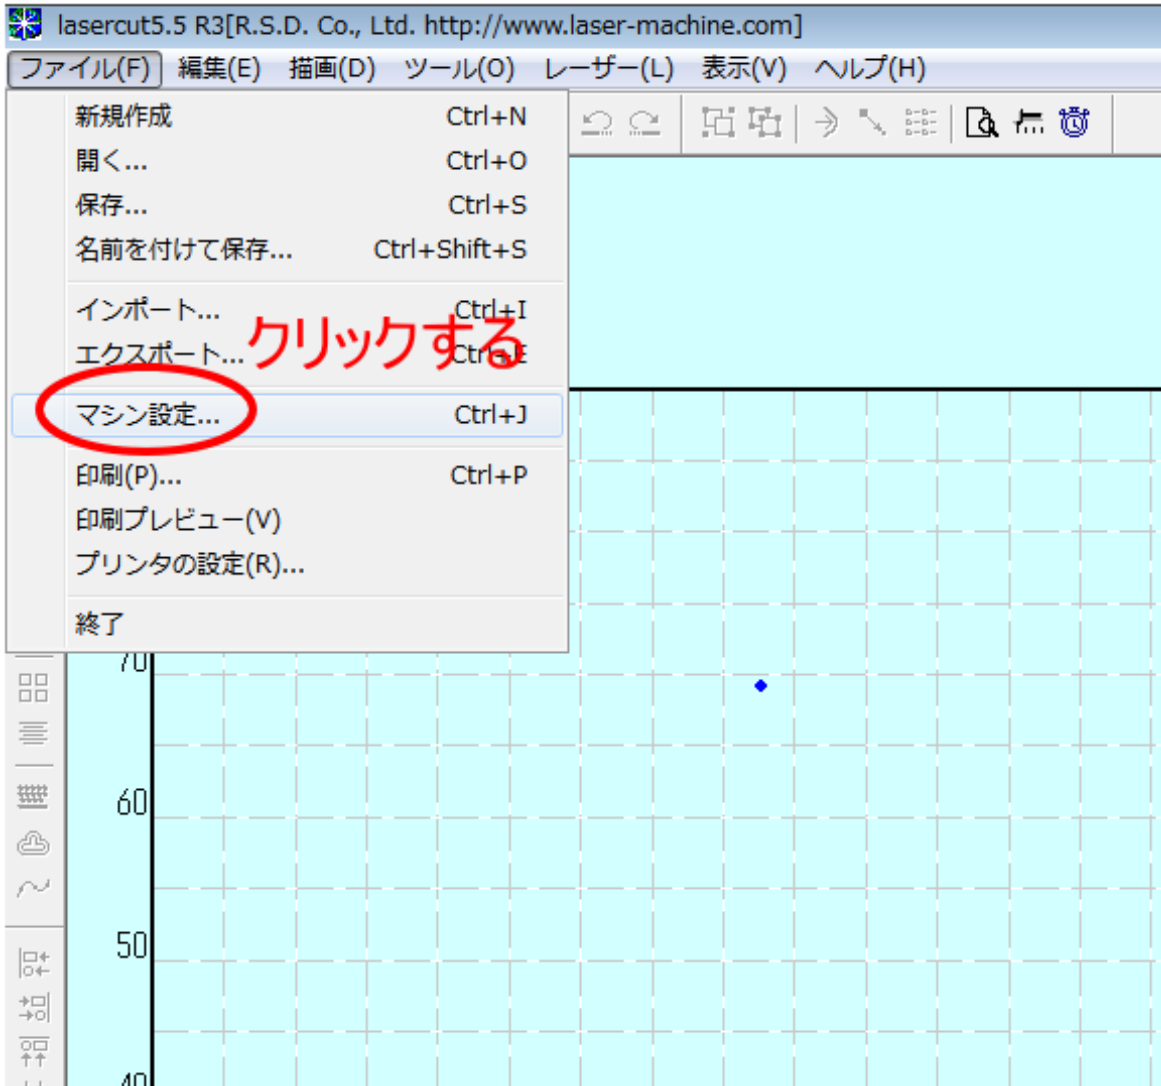 lasercut5.5 R3[R.S.D. Co., Ltd. http://www.laser-machine.com]
ファイル(F) 編集(E) 描画(D) ツール(O) レーザー(L) 表示(V) ヘルプ(H)
新規作成 Ctrl+N
開く... Ctrl+O
保存... Ctrl+S
名前を付けて保存... Ctrl+Shift+S
インポート... Ctrl+I
クリックする
エクスポート... Ctrl+E
マシン設定... Ctrl+J
印刷(P)... Ctrl+P
印刷プレビュー(V)
プリンタの設定(R)...
終了
70
60
50
40